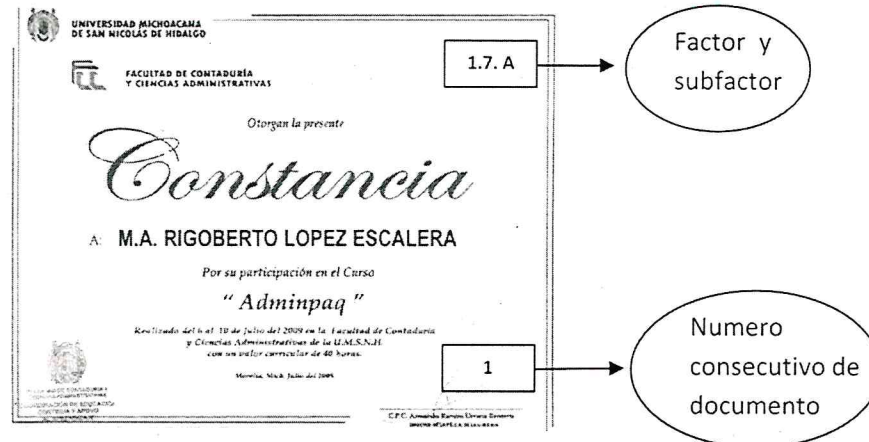 UNIVERSIDAD MICHOACANA
DE SAN NICOLÁS DE HIDALGO
FACULTAD DE CONTADURÍA
Y CIENCIAS ADMINISTRATIVAS
1.7. A
Factor y
subfactor
Otorgan la presente
Constancia
A: M.A. RIGOBERTO LOPEZ ESCALERA
Por su participación en el Curso
" Adminpaq "
Realizado del 6 al 10 de Julio del 2009 en la Facultad de Contaduría
y Ciencias Administrativas de la U.M.S.N.H.
con un valor curricular de 40 horas.
Morelia, Mich. Julio del 2009
1
Numero
consecutivo de
documento
C.P.C. Armando